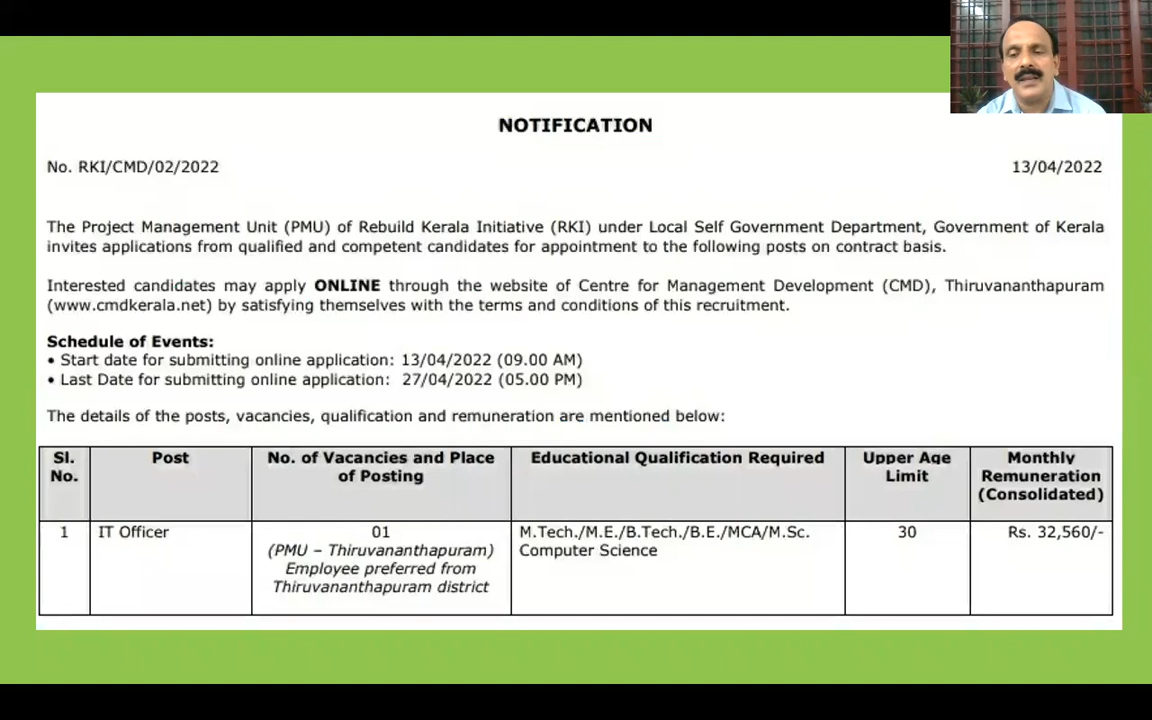 NOTIFICATION
No. RKI/CMD/02/2022 13/04/2022
The Project Management Unit (PMU) of Rebuild Kerala Initiative (RKI) under Local Self Government Department, Government of Kerala
invites applications from qualified and competent candidates for appointment to the following posts on contract basis.
Interested candidates may apply ONLINE through the website of Centre for Management Development (CMD), Thiruvananthapuram
(www.cmdkerala.net) by satisfying themselves with the terms and conditions of this recruitment.
Schedule of Events:
• Start date for submitting online application: 13/04/2022 (09.00 AM)
• Last Date for submitting online application: 27/04/2022 (05.00 PM)
The details of the posts, vacancies, qualification and remuneration are mentioned below:
Sl.
No.
Post
No. of Vacancies and Place
of Posting
Educational Qualification Required
Upper Age
Limit
Monthly
Remuneration
(Consolidated)
1
IT Officer
01
(PMU – Thiruvananthapuram)
Employee preferred from
Thiruvananthapuram district
M.Tech./M.E./B.Tech./B.E./MCA/M.Sc.
Computer Science
30
Rs. 32,560/-